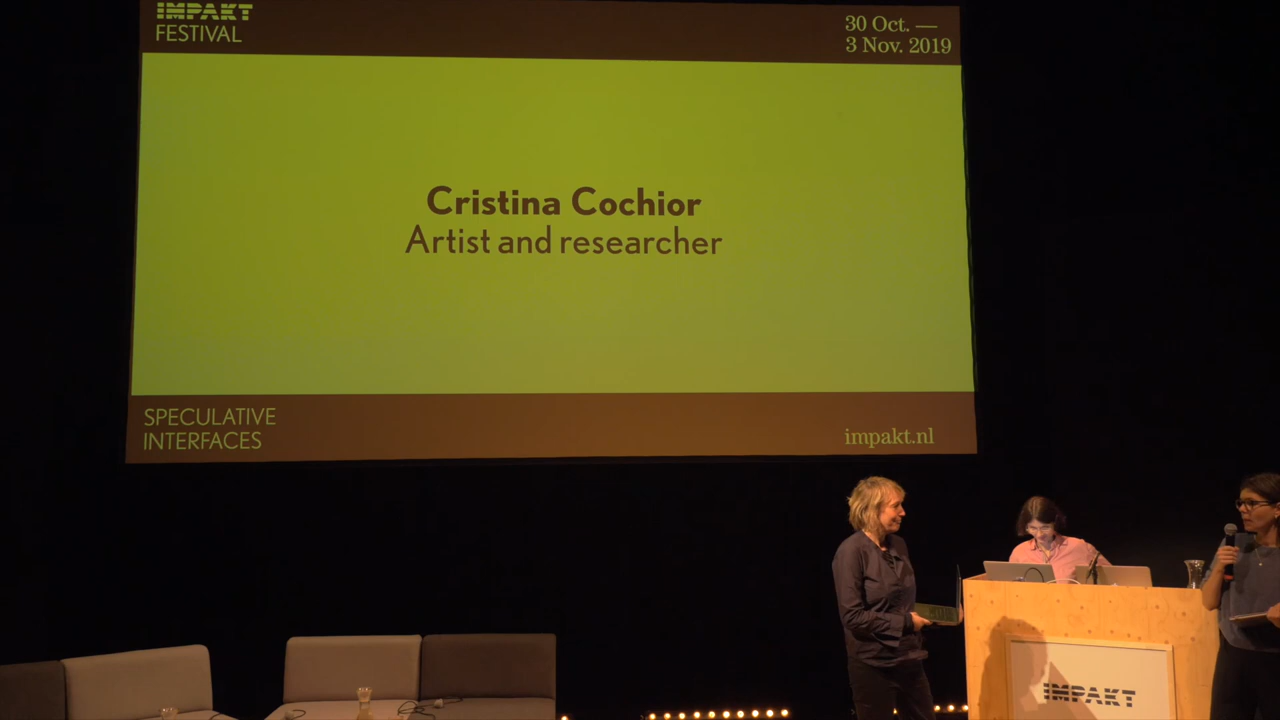 IMPAKT
FESTIVAL
30 Oct. —
3 Nov. 2019
Cristina Cochior
Artist and researcher
SPECULATIVE
INTERFACES
impakt.nl
IMPAKT